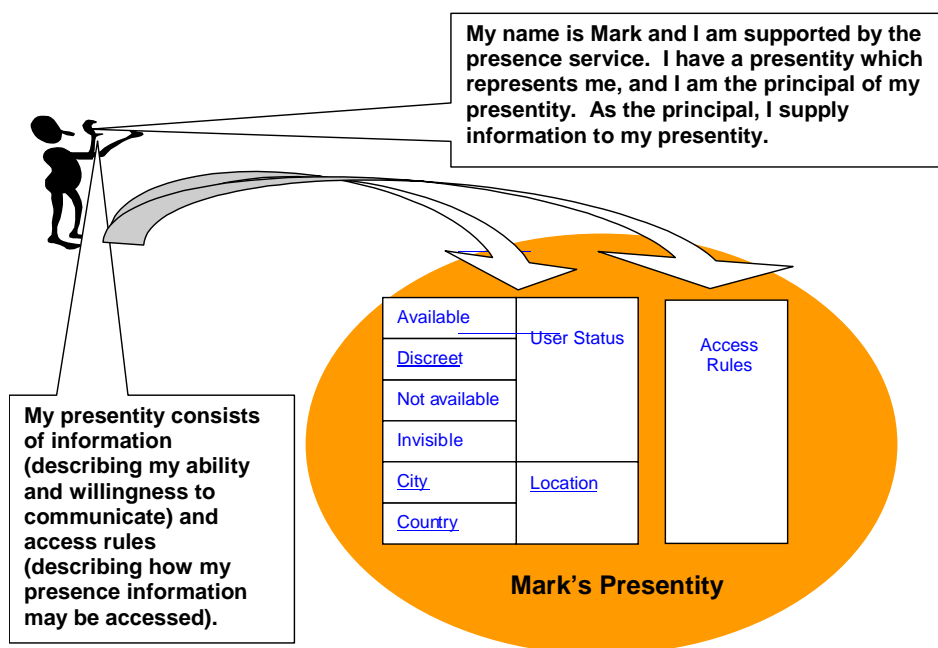 My name is Mark and I am supported by the
presence service. I have a presentity which
represents me, and I am the principal of my
presentity. As the principal, I supply
information to my presentity.
Available
User Status
Discreet
Not available
Invisible
City
Location
Country
Access
Rules
My presentity consists
of information
(describing my ability
and willingness to
communicate) and
access rules
(describing how my
presence information
may be accessed).
Mark’s Presentity